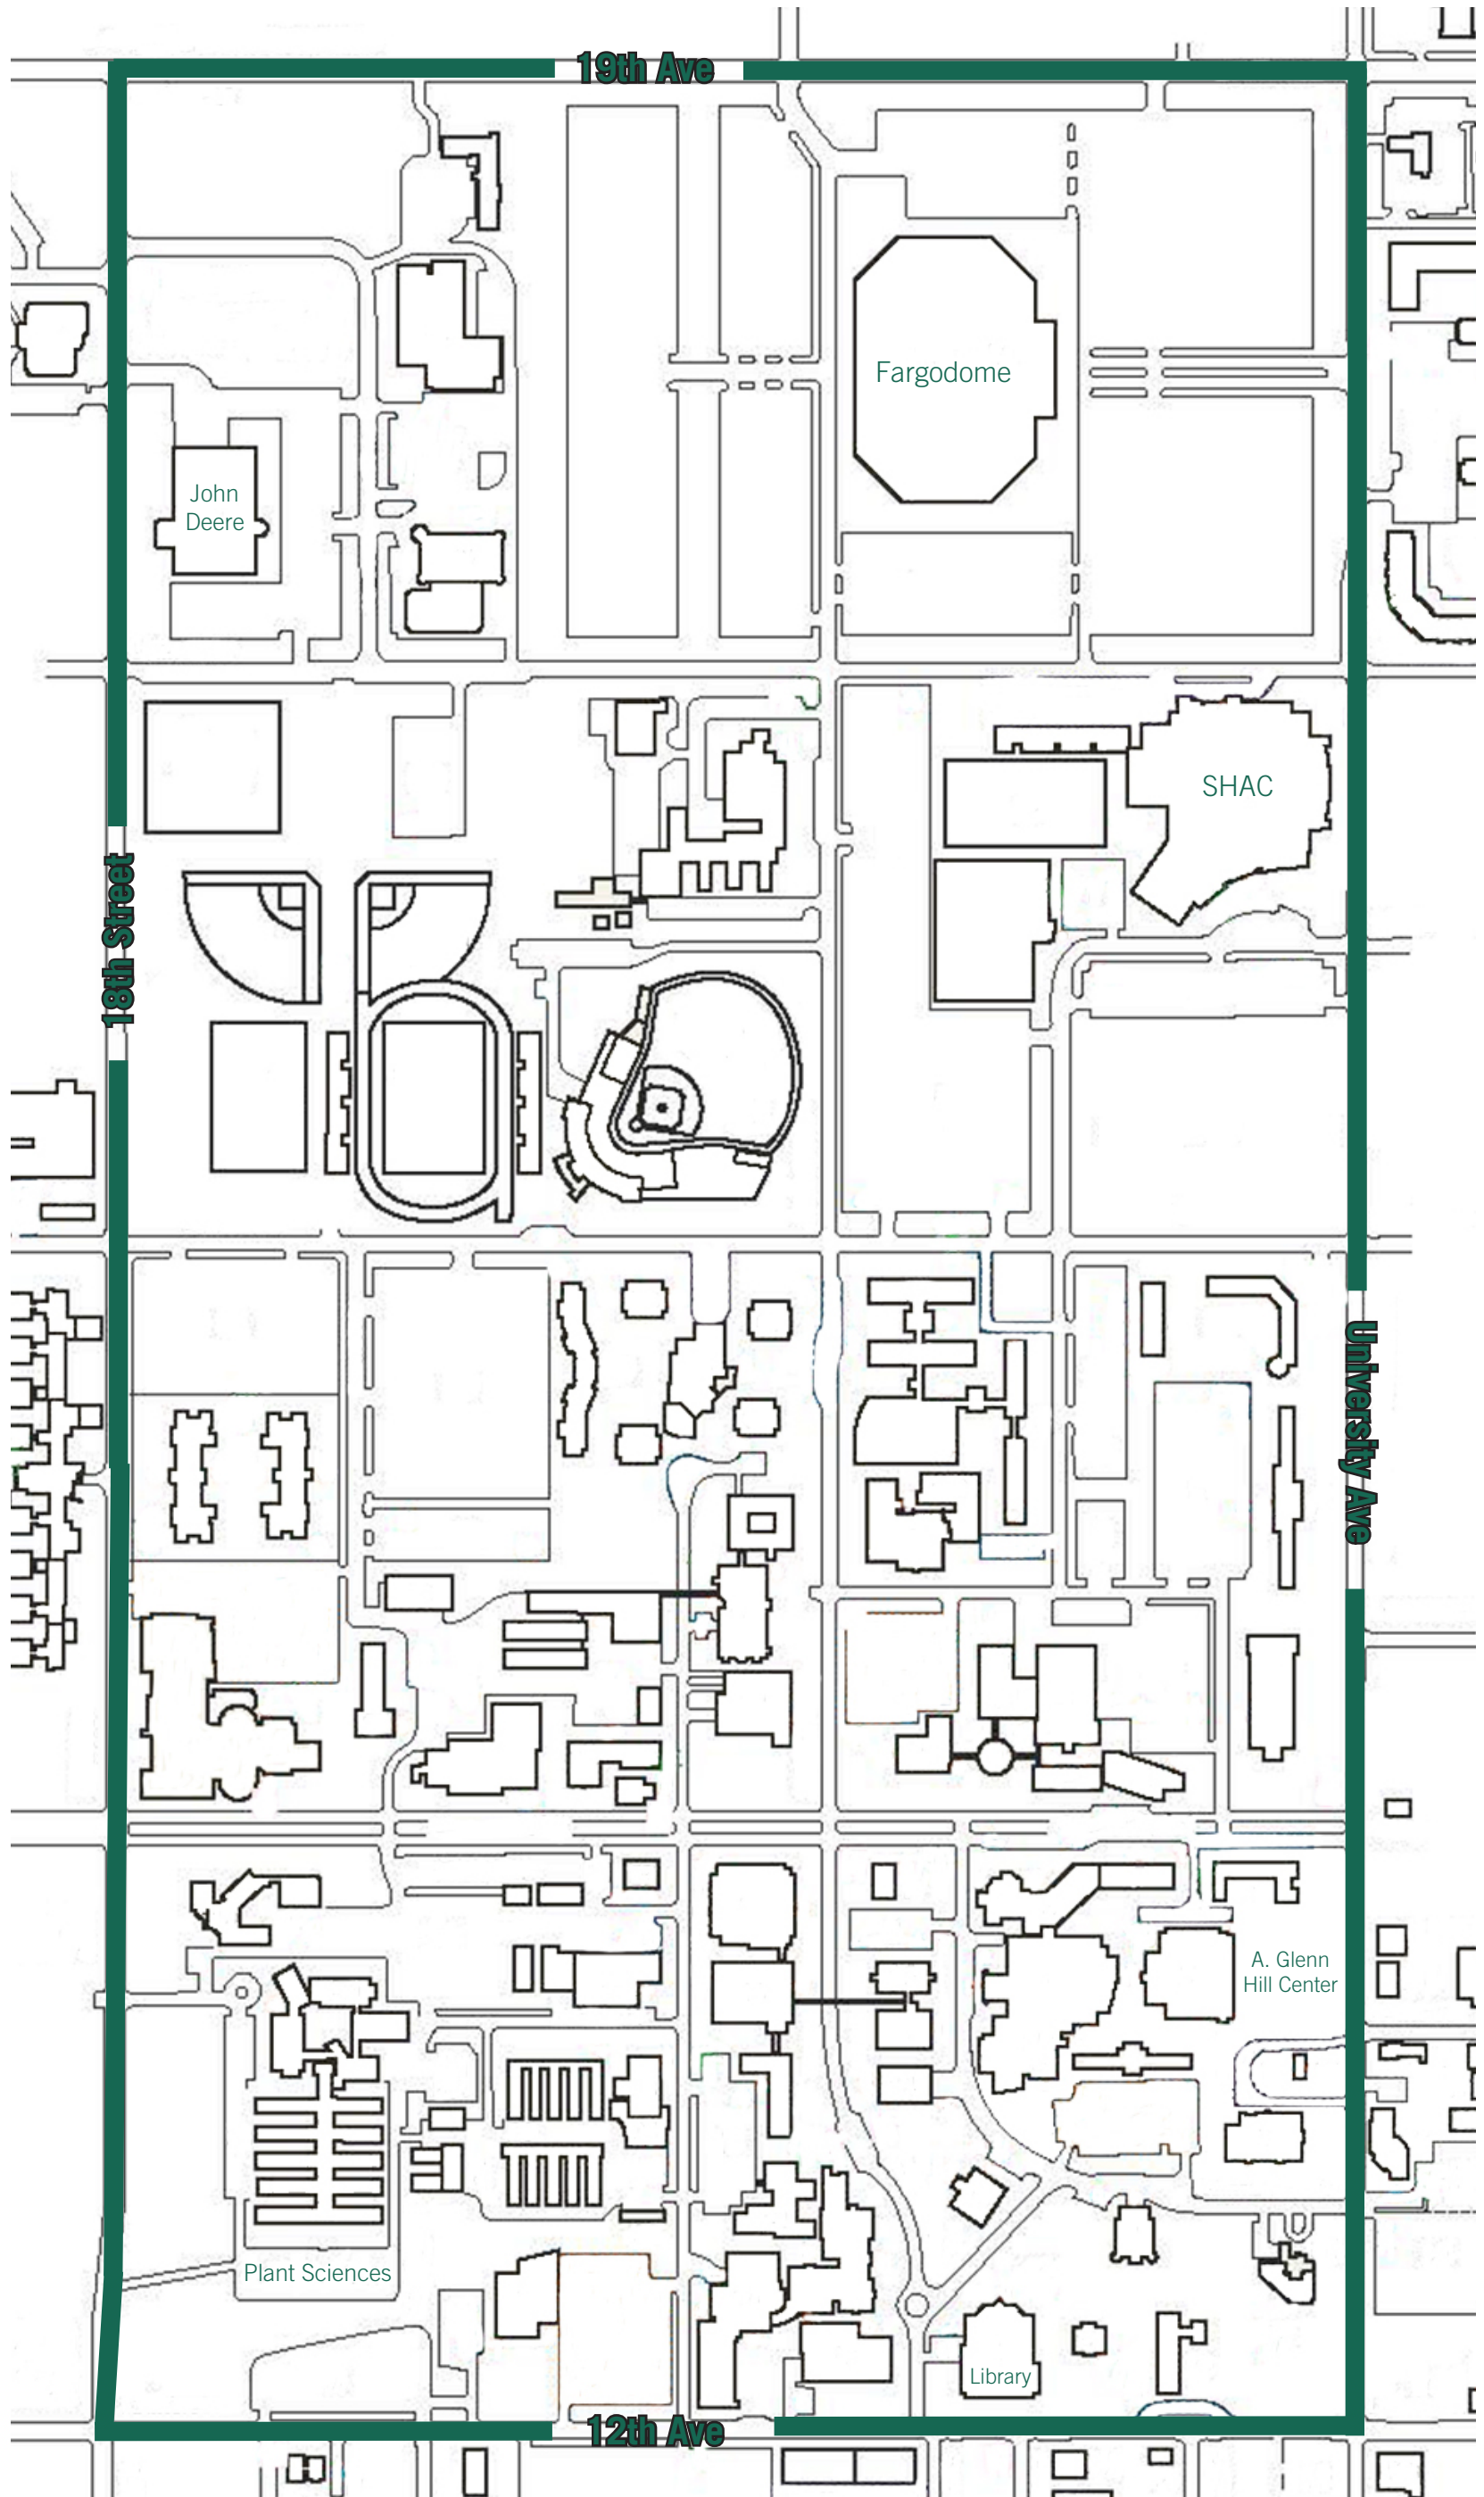 19th Ave
Fargodome
John
Deere
SHAC
18th Street
University Ave
A. Glenn
Hill Center
Plant Sciences
Library
12th Ave